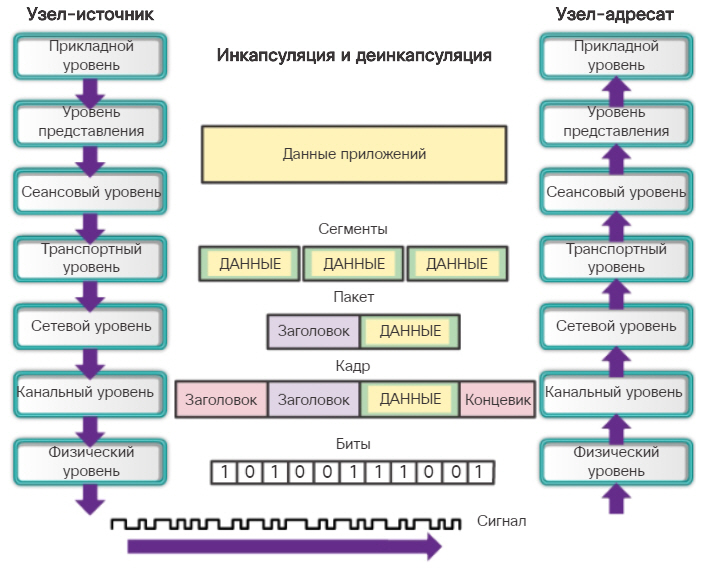 Узел-источник
Узел-адресат
Инкапсуляция и деинкапсуляция
Прикладной
уровень
Уровень
представления
Сеансовый уровень
Транспортный
уровень
Сетевой уровень
Канальный уровень
Физический
уровень
Данные приложений
Сегменты
ДАННЫЕ ДАННЫЕ ДАННЫЕ
Пакет
Заголовок ДАННЫЕ
Кадр
Заголовок Заголовок ДАННЫЕ Концевик
Биты
1 0 1 0 0 1 1 1 0 0 1
Сигнал
Прикладной
уровень
Уровень
представления
Сеансовый уровень
Транспортный
уровень
Сетевой уровень
Канальный уровень
Физический
уровень